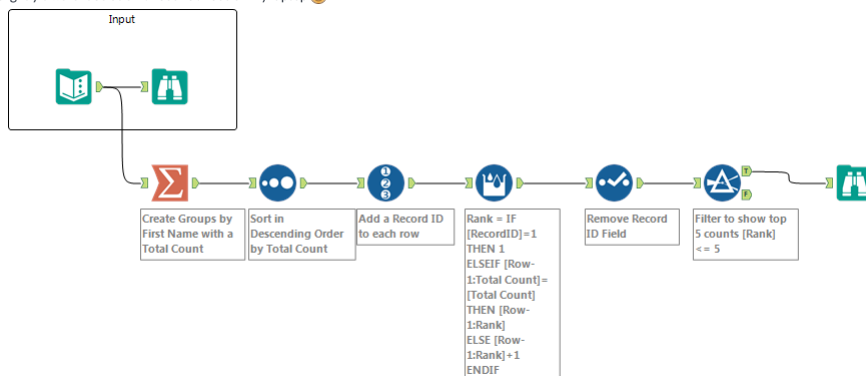 Input
1
2
3
T
F
Create Groups by
First Name with a
Total Count
Sort in
Descending Order
by Total Count
Add a Record ID
to each row
Rank = IF
[RecordID]=1
THEN 1
ELSEIF [Row-
1:Total Count]=
[Total Count]
THEN [Row-
1:Rank]
ELSE [Row-
1:Rank]+1
ENDIF
Remove Record
ID Field
Filter to show top
5 counts [Rank]
<= 5